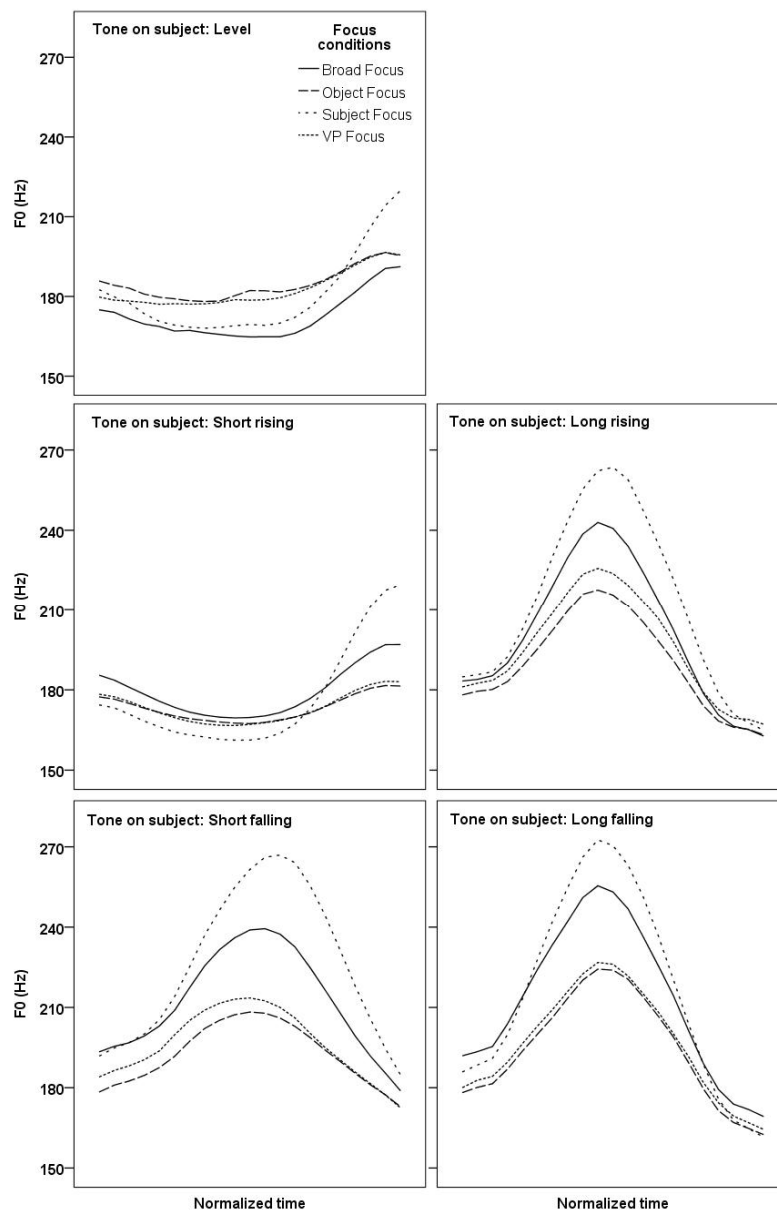 Tone on subject: Level
Focus
conditions
Broad Focus
Object Focus
Subject Focus
VP Focus
F0 (Hz)
270
240
210
180
150
Tone on subject: Short rising
Tone on subject: Long rising
F0 (Hz)
270
240
210
180
150
Tone on subject: Short falling
Tone on subject: Long falling
F0 (Hz)
270
240
210
180
150
Normalized time
Normalized time